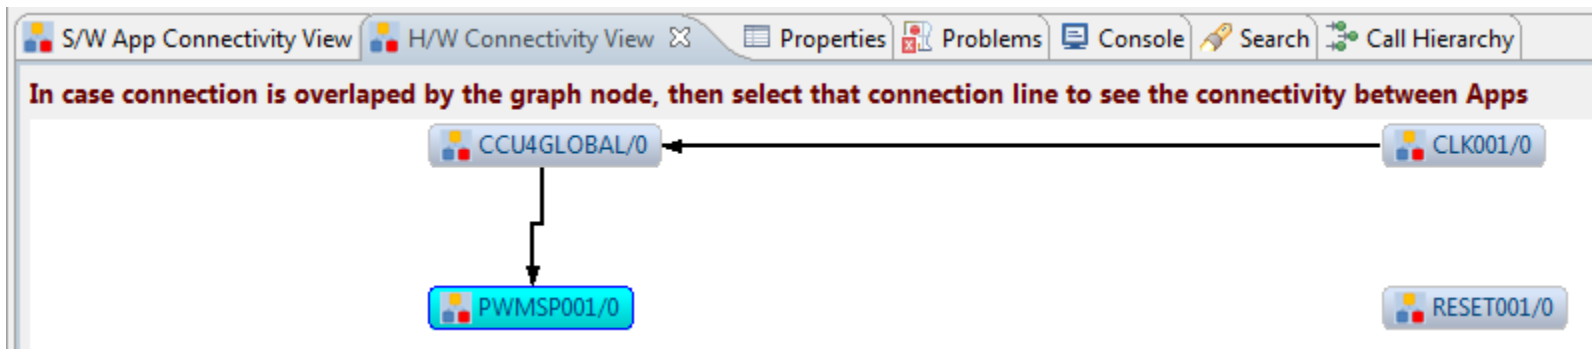 S/W App Connectivity View H/W Connectivity View Properties Problems Console Search Call Hierarchy
In case connection is overlaped by the graph node, then select that connection line to see the connectivity between Apps
CCU4GLOBAL/0 CLK001/0
PWMSP001/0 RESET001/0